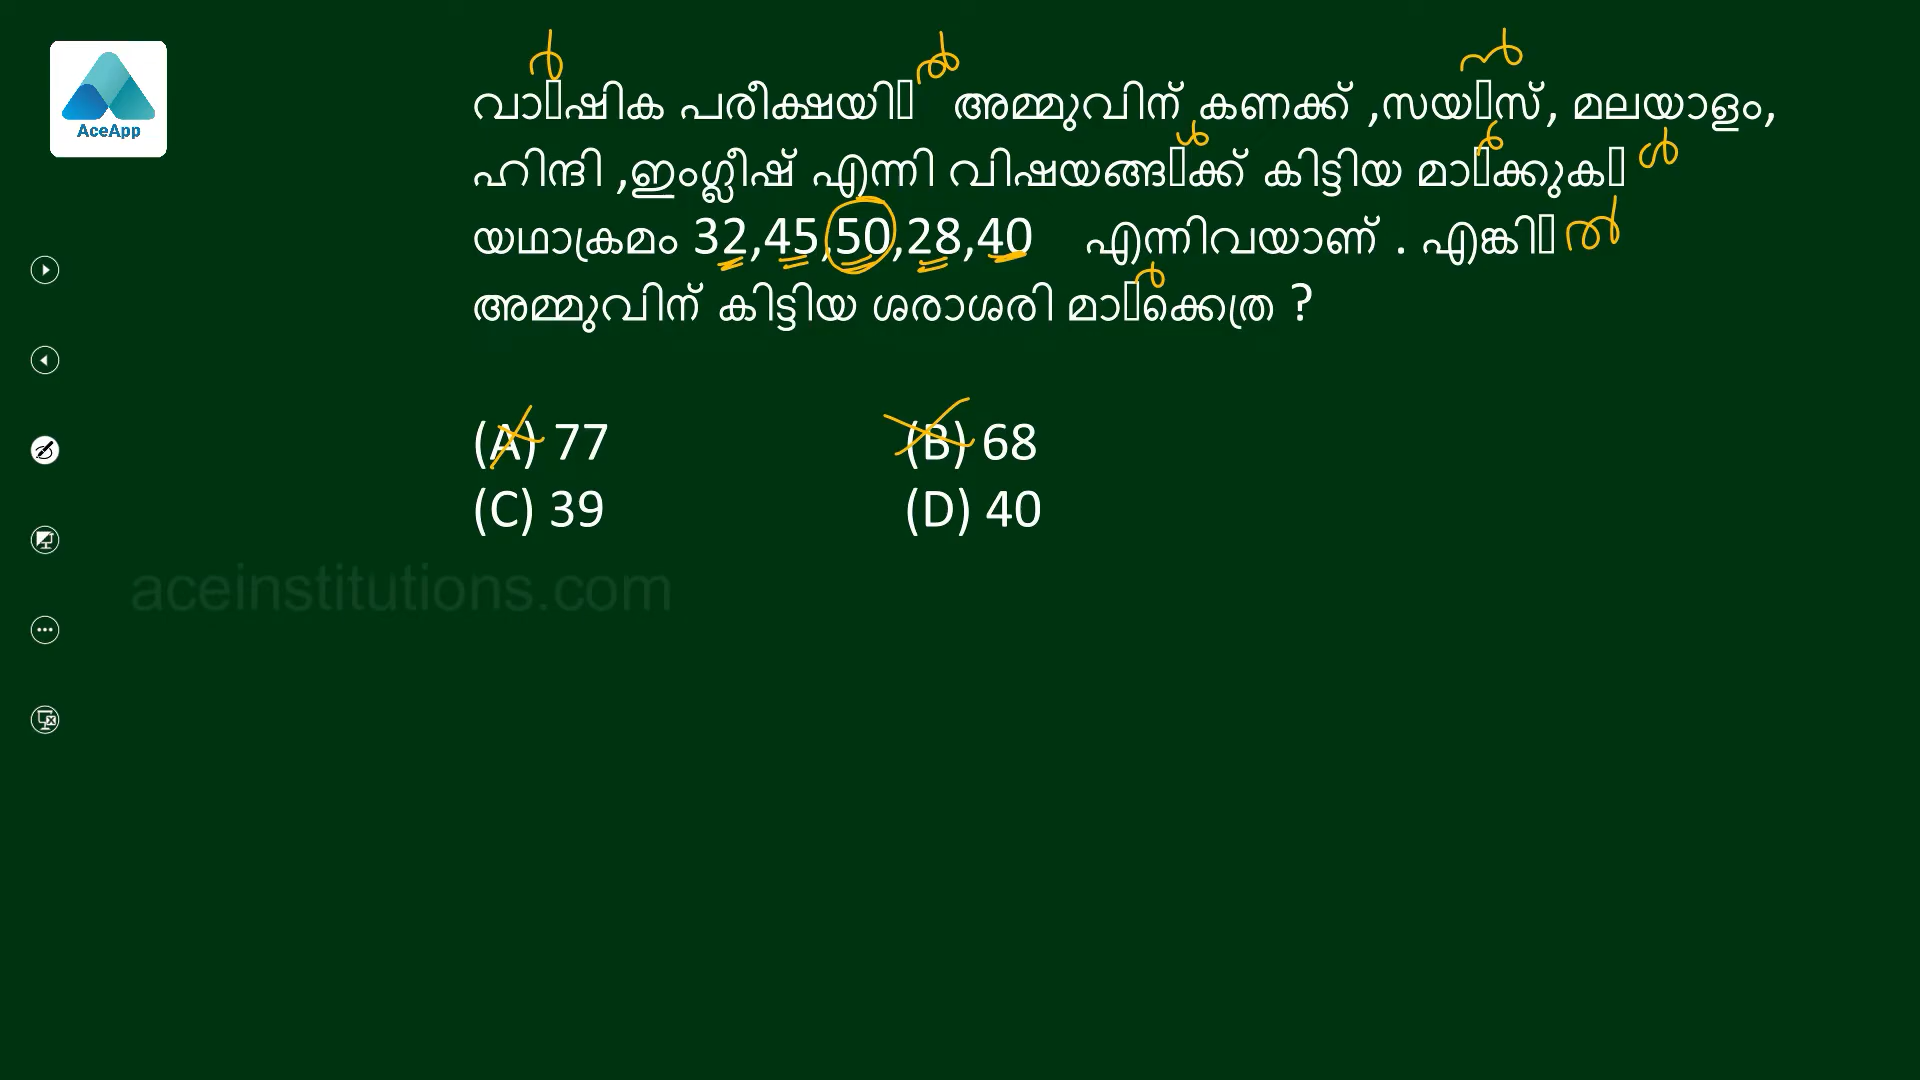 AceApp
വാർഷിക പരീക്ഷയിൽ അമ്മുവിന് കണക്ക് ,സയൻസ്, മലയാളം,
ഹിന്ദി ,ഇംഗ്ലീഷ് എന്നി വിഷയങ്ങൾക്ക് കിട്ടിയ മാർക്കുകൾ
യഥാക്രമം 32,45,50,28,40 എന്നിവയാണ് . എങ്കിൽ
അമ്മുവിന് കിട്ടിയ ശരാശരി മാർക്കെത്ര ?
(A) 77 (B) 68
(C) 39 (D) 40
aceinstitutions.com